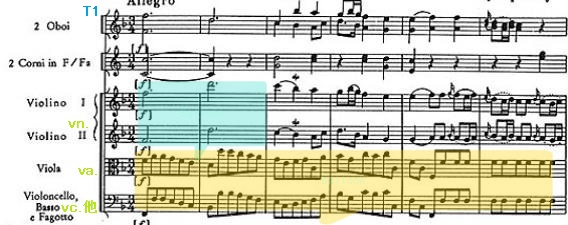 T1
Allegro
2 Oboi
[f]
2 Corni in F/Fa
[f]
Violino I
vn.
[f]
Violino II
[f]
va.
Viola
[f]
Violoncello,
vc.他
Basso
e Fagotto
[f]